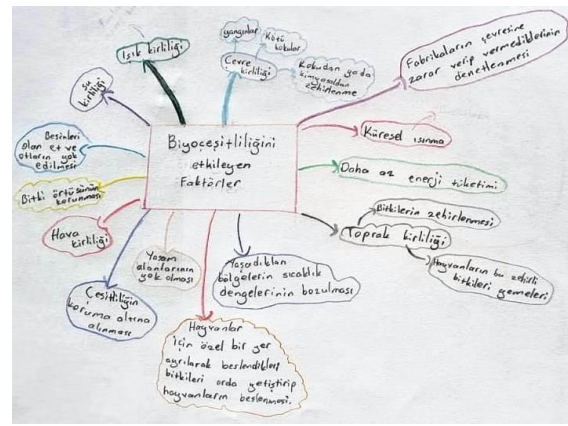 Işık kirliliği
yangınlar
Kötü
kokular
Çevre
kirliliği
Kokudan yada
kimyasaldan
zehirlenme
Fabrikaların çevresine
zarar verip vermediklerinin
denetlenmesi
Su
kirliliği
Küresel ısınma
Biyoçeşitliliğini
etkileyen
Faktörler
Besinleri
olan et ve
otların yok
edilmesi
Daha az enerji tüketimi
Bitki örtüsünün
korunması
Bitkilerin zehirlenmesi
Toprak kirliliği
Hayvanların bu zehirli
bitkileri yemeleri
Hava
kirliliği
Yaşam
alanlarının
yok olması
Yaşadıkları
bölgelerin sıcaklık
dengelerinin bozulması
Çeşitliliğin
koruma altına
alınması
Hayvanlar
için özel bir yer
ayrılarak beslendikleri
bitkileri orda yetiştirip
hayvanların beslenmesi.